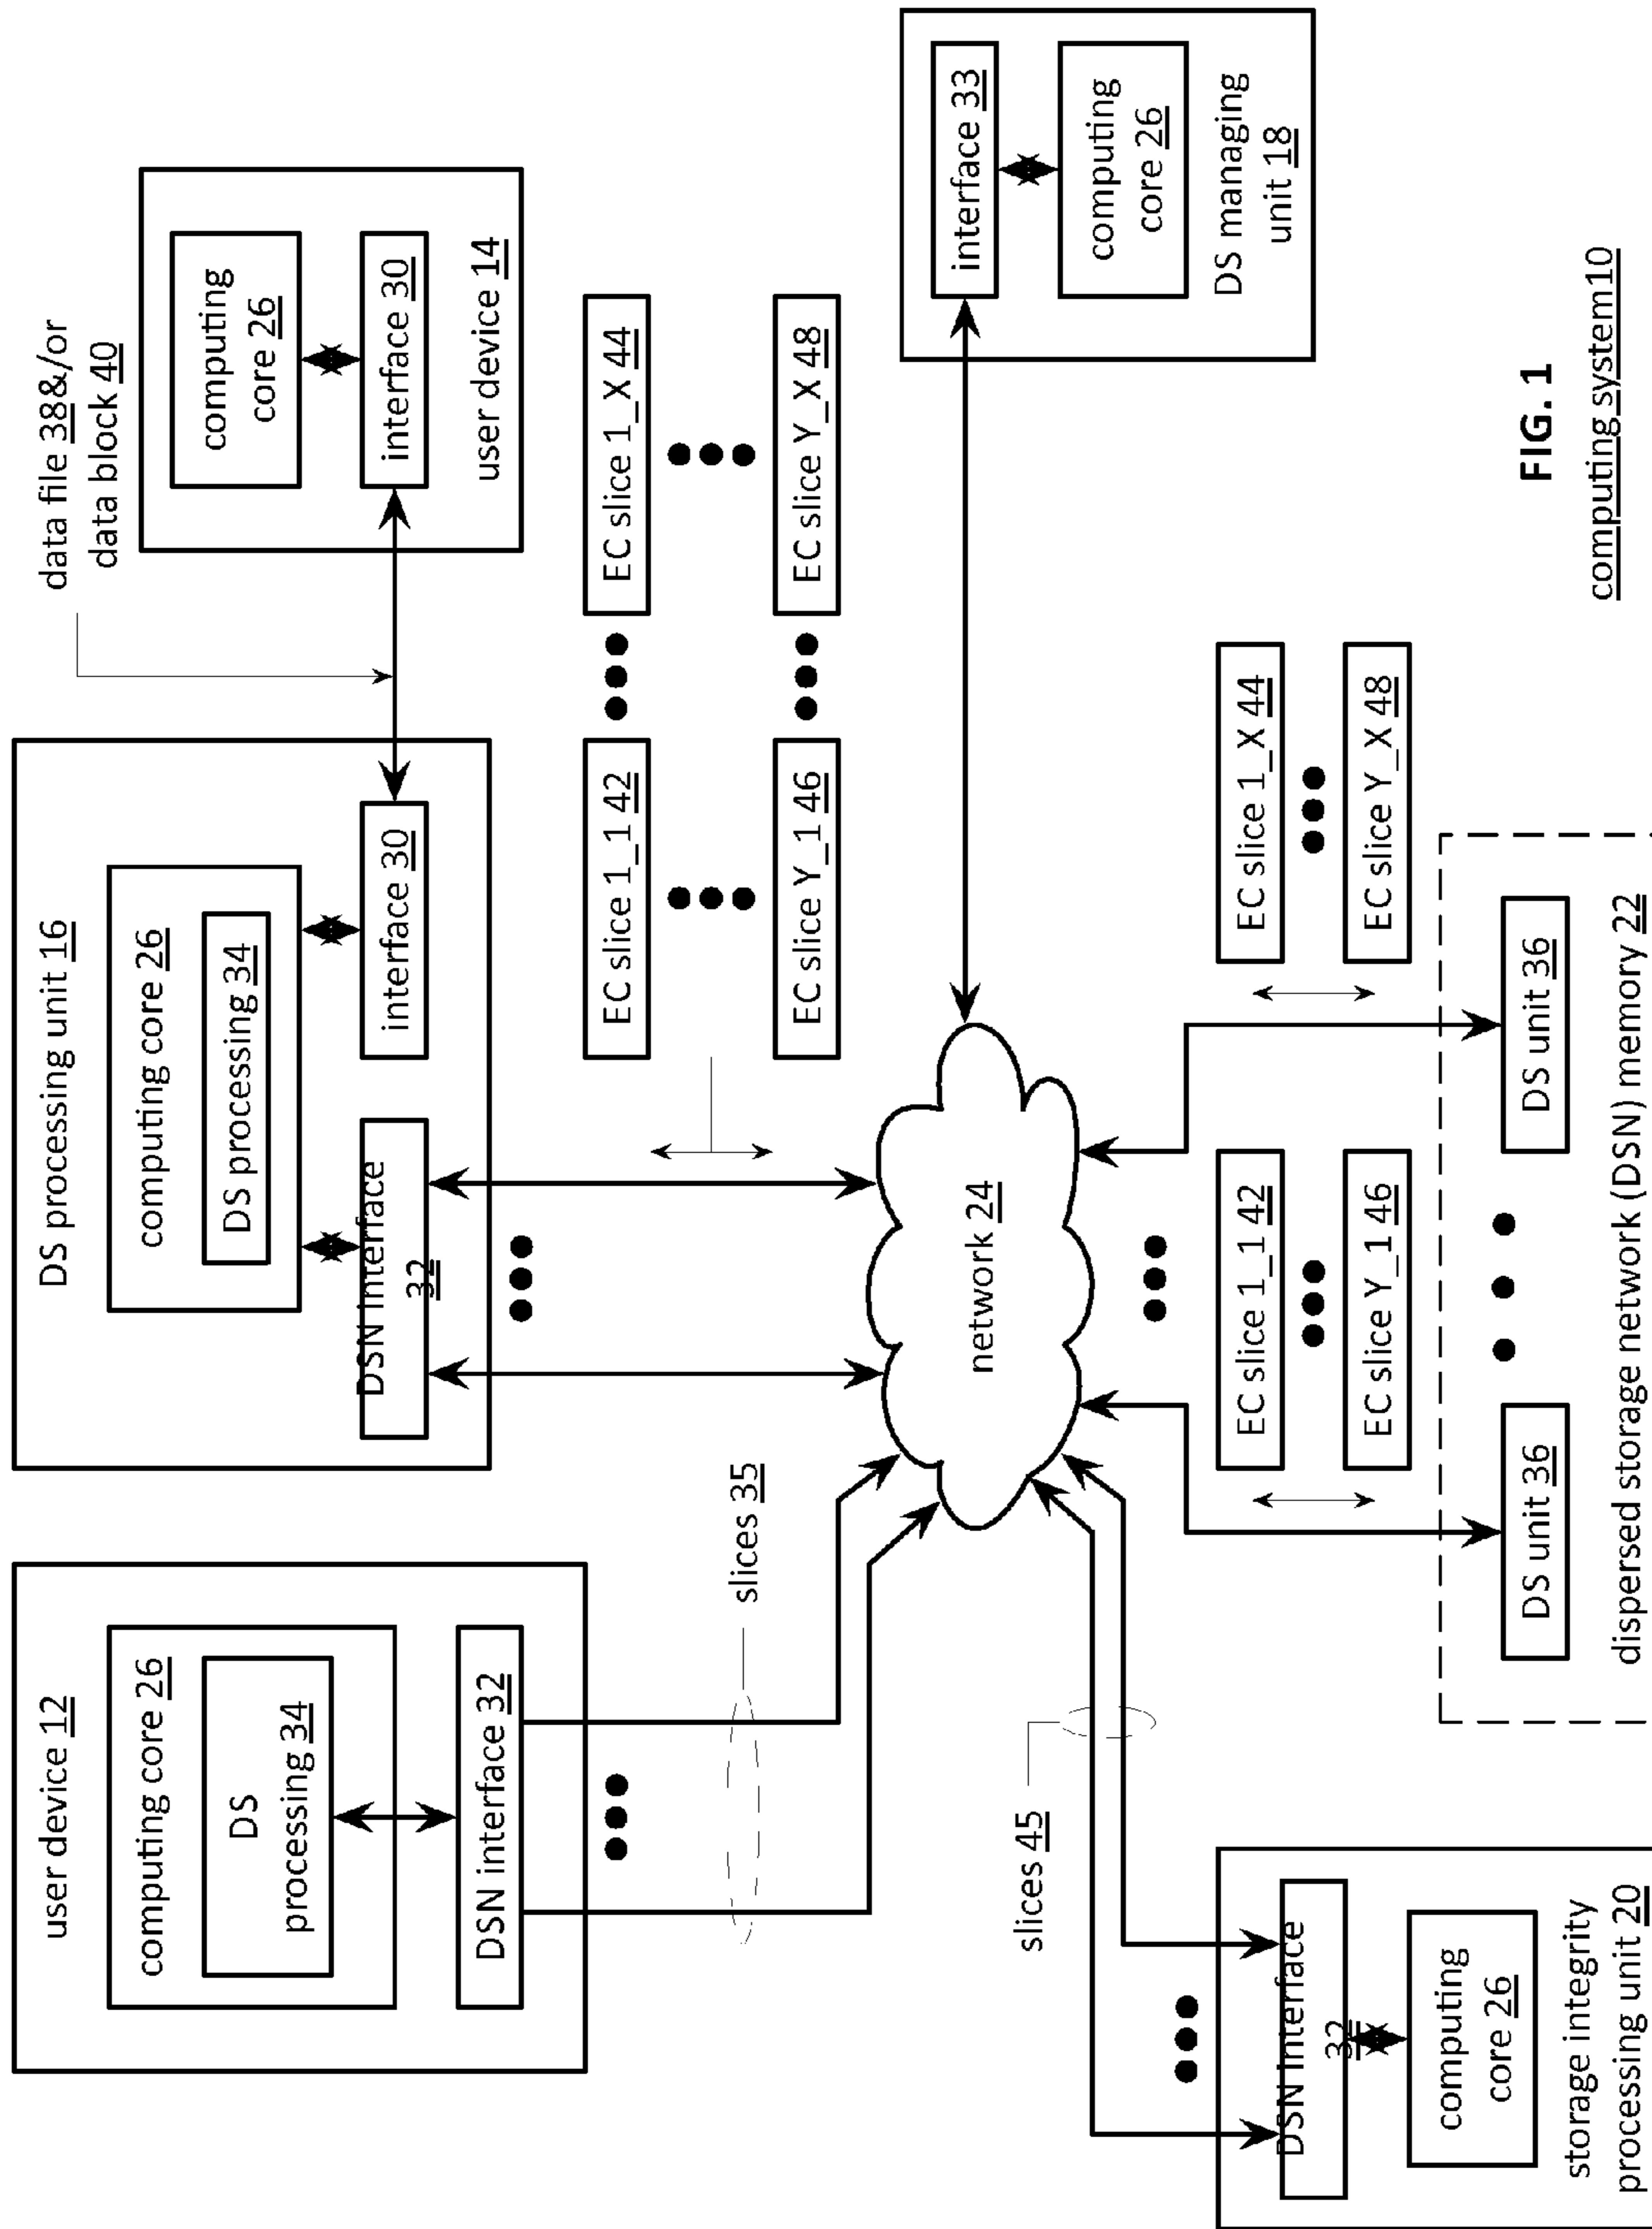 user device 12
computing core 26
DS
processing 34
DSN interface 32
slices 35
DS processing unit 16
computing core 26
DS processing 34
DSN interface
32
interface 30
data file 38&/or
data block 40
computing
core 26
interface 30
user device 14
EC slice 1_1 42
EC slice 1_X 44
EC slice Y_1 46
EC slice Y_X 48
network 24
interface 33
computing
core 26
DS managing
unit 18
slices 45
DSN interface
32
computing
core 26
storage integrity
processing unit 20
EC slice 1_1 42
EC slice Y_1 46
EC slice 1_X 44
EC slice Y_X 48
DS unit 36
DS unit 36
dispersed storage network (DSN) memory 22
FIG. 1
computing system10